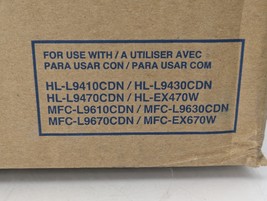 FOR USE WITH / A UTILISER AVEC
PARA USAR CON / PARA USAR COM
HL-L9410CDN / HL-L9430CDN
HL-L9470CDN / HL-EX470W
MFC-L9610CDN / MFC-L9630CDN
MFC-L9670CDN / MFC-EX670W